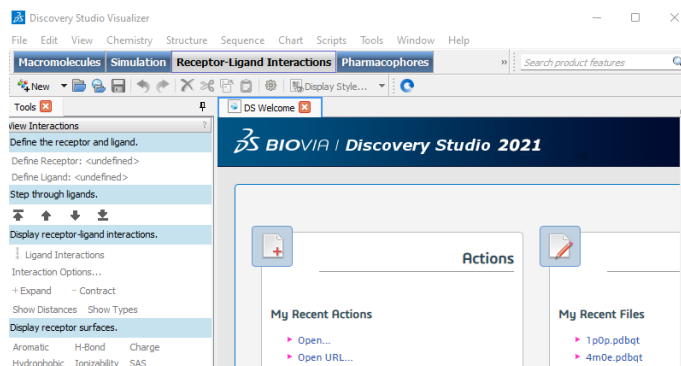 Discovery Studio Visualizer
File Edit View Chemistry Structure Sequence Chart Scripts Tools Window Help
Macromolecules Simulation Receptor-Ligand Interactions Pharmacophores » Search product features
New Display Style...
Tools DS Welcome
View Interactions ?
Define the receptor and ligand.
Define Receptor: <undefined>
Define Ligand: <undefined>
Step through ligands.
Display receptor-ligand interactions.
Ligand Interactions
Interaction Options...
+ Expand - Contract
Show Distances Show Types
Display receptor surfaces.
Aromatic H-Bond Charge
Hydrophobic Ionizability SAS
BIOVIA | Discovery Studio 2021
Actions
My Recent Actions
Open...
Open URL...
My Recent Files
1p0p.pdbqt
4m0e.pdbqt